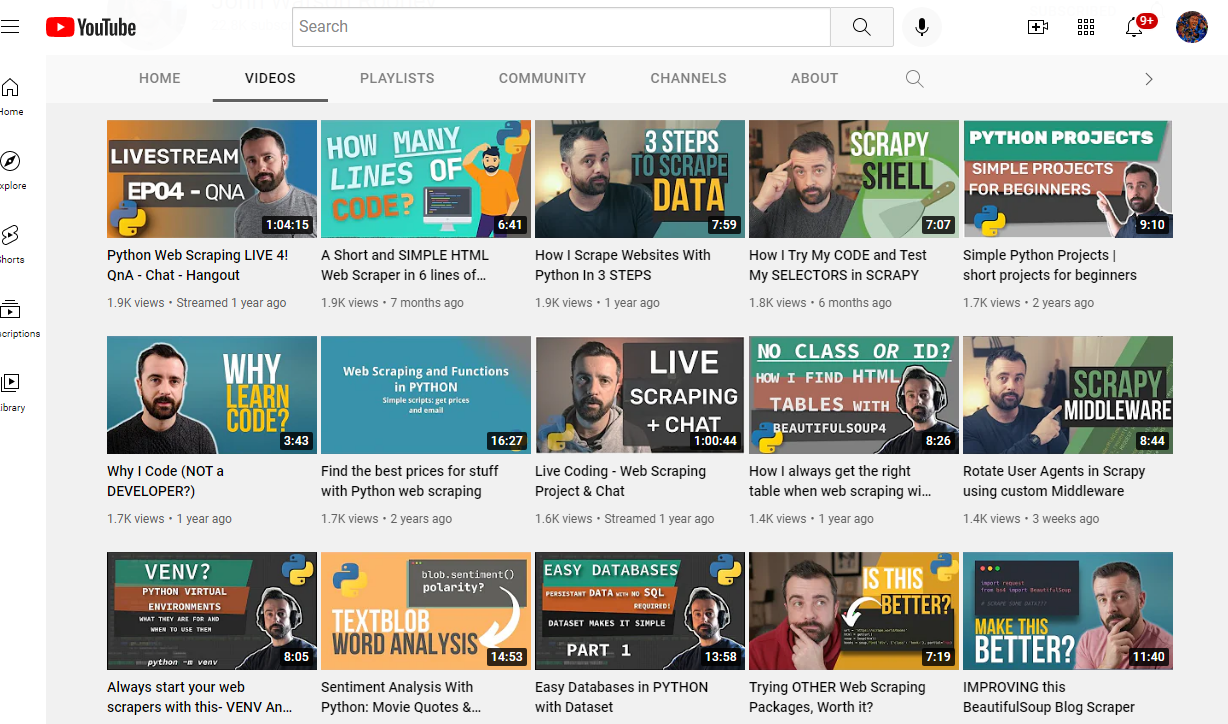 John Watson Rooney
YouTube
Search
9+
HOME
VIDEOS
PLAYLISTS
COMMUNITY
CHANNELS
ABOUT
Home
Explore
Shorts
Subscriptions
Library
LIVESTREAM
EP04 - QNA
1:04:15
Python Web Scraping LIVE 4!
QnA - Chat - Hangout
1.9K views • Streamed 1 year ago
HOW MANY
LINES OF
CODE?
6:41
A Short and SIMPLE HTML
Web Scraper in 6 lines of…
1.9K views • 7 months ago
3 STEPS
TO SCRAPE
DATA
7:59
How I Scrape Websites With
Python In 3 STEPS
1.9K views • 1 year ago
SCRAPY
SHELL
7:07
How I Try My CODE and Test
My SELECTORS in SCRAPY
1.8K views • 6 months ago
PYTHON PROJECTS
SIMPLE PROJECTS
FOR BEGINNERS
9:10
Simple Python Projects |
short projects for beginners
1.7K views • 2 years ago
WHY
LEARN
CODE?
3:43
Why I Code (NOT a
DEVELOPER?)
1.7K views • 1 year ago
Web Scraping and Functions
in PYTHON
Simple scripts: get prices
and email
16:27
Find the best prices for stuff
with Python web scraping
1.7K views • 2 years ago
LIVE
SCRAPING
+ CHAT
1:00:44
Live Coding - Web Scraping
Project & Chat
1.6K views • Streamed 1 year ago
NO CLASS OR ID?
HOW I FIND HTML
TABLES WITH
BEAUTIFULSOUP4
8:26
How I always get the right
table when web scraping wi…
1.4K views • 1 year ago
SCRAPY
MIDDLEWARE
8:44
Rotate User Agents in Scrapy
using custom Middleware
1.4K views • 3 weeks ago
VENV?
PYTHON VIRTUAL
ENVIRONMENTS
WHAT THEY ARE FOR AND
WHEN TO USE THEM
python -m venv
8:05
Always start your web
scrapers with this- VENV An…
blob.sentiment()
polarity?
TEXTBLOB
WORD ANALYSIS
14:53
Sentiment Analysis With
Python: Movie Quotes &…
EASY DATABASES
PERSISTANT DATA WITH NO SQL
REQUIRED!
DATASET MAKES IT SIMPLE
PART 1
13:58
Easy Databases in PYTHON
with Dataset
IS THIS
BETTER?
7:19
Trying OTHER Web Scraping
Packages, Worth it?
import request
from bs4 import BeautifulSoup
# SCRAPE SOME DATA???
MAKE THIS
BETTER?
11:40
IMPROVING this
BeautifulSoup Blog Scraper